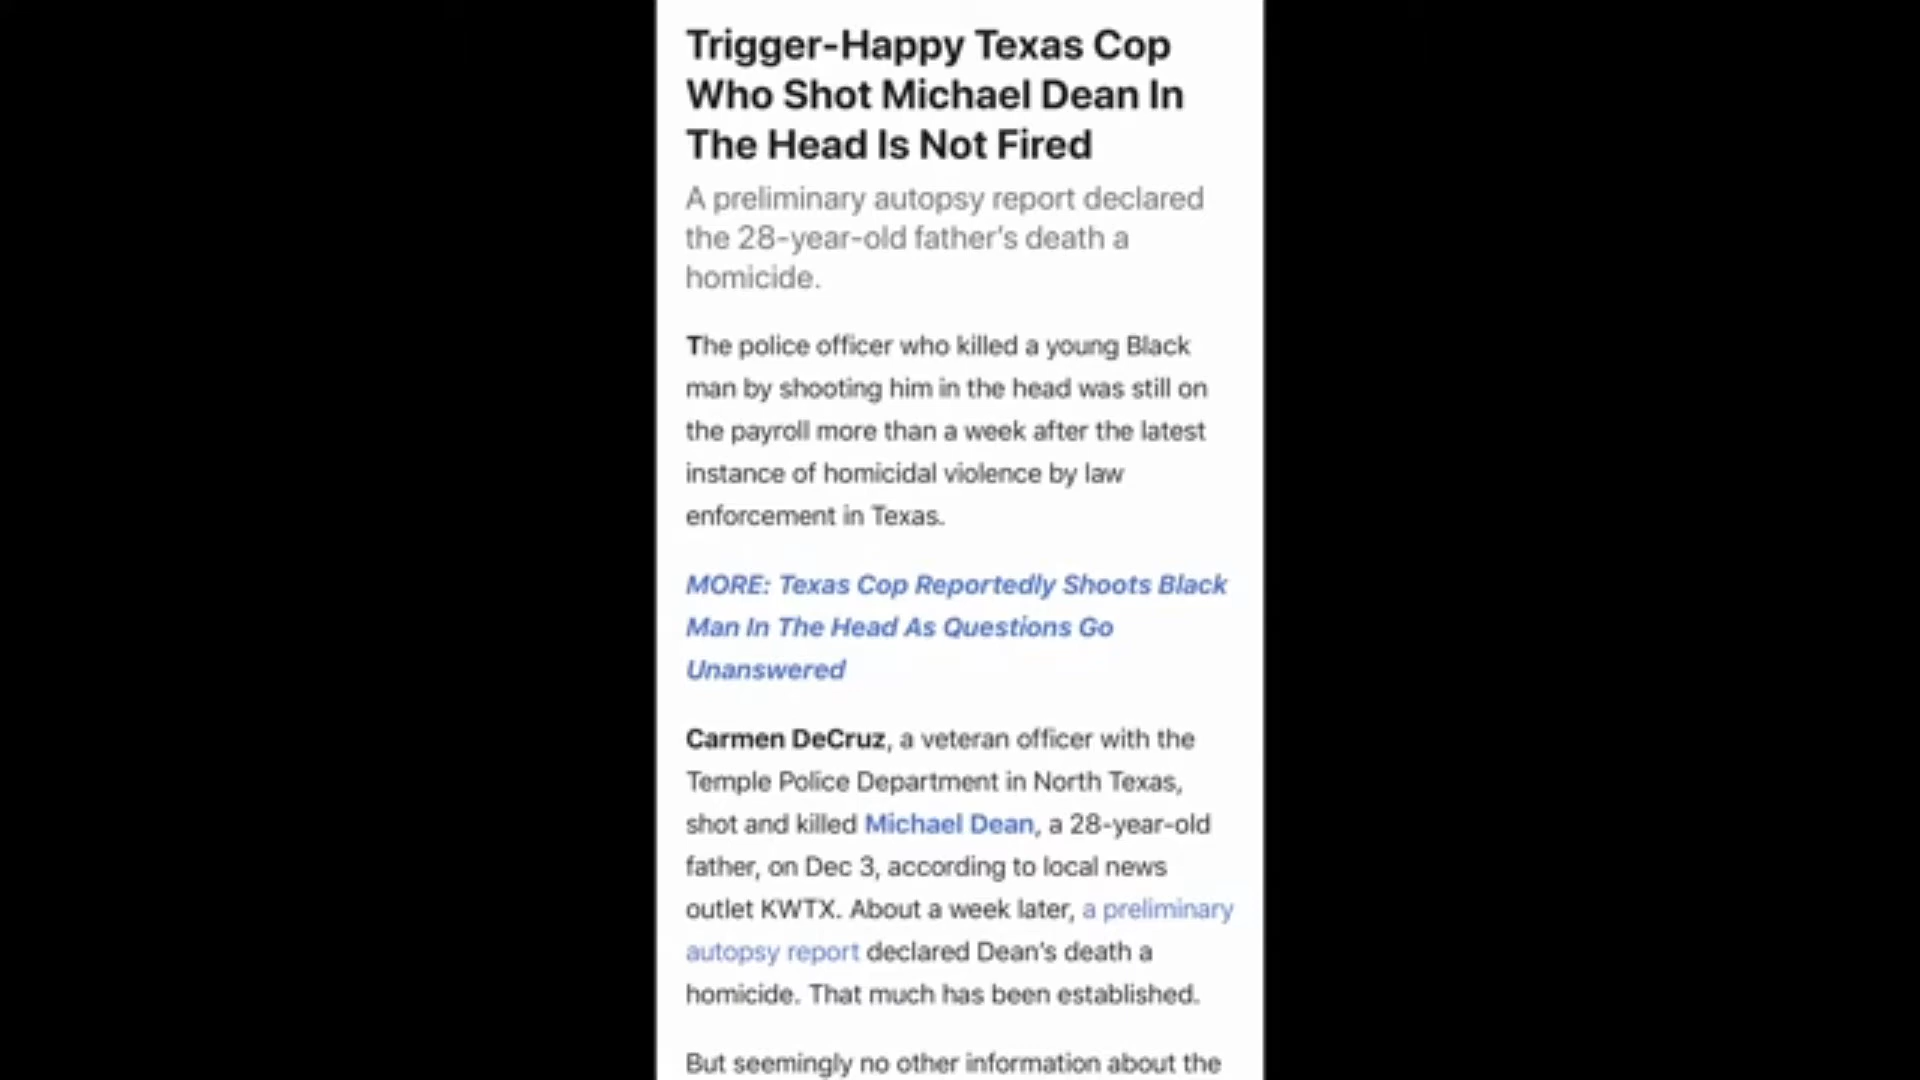 Trigger-Happy Texas Cop
Who Shot Michael Dean In
The Head Is Not Fired
A preliminary autopsy report declared
the 28-year-old father's death a
homicide.
The police officer who killed a young Black
man by shooting him in the head was still on
the payroll more than a week after the latest
instance of homicidal violence by law
enforcement in Texas.
MORE: Texas Cop Reportedly Shoots Black
Man In The Head As Questions Go
Unanswered
Carmen DeCruz, a veteran officer with the
Temple Police Department in North Texas,
shot and killed Michael Dean, a 28-year-old
father, on Dec 3, according to local news
outlet KWTX. About a week later, a preliminary
autopsy report declared Dean's death a
homicide. That much has been established.
But seemingly no other information about the